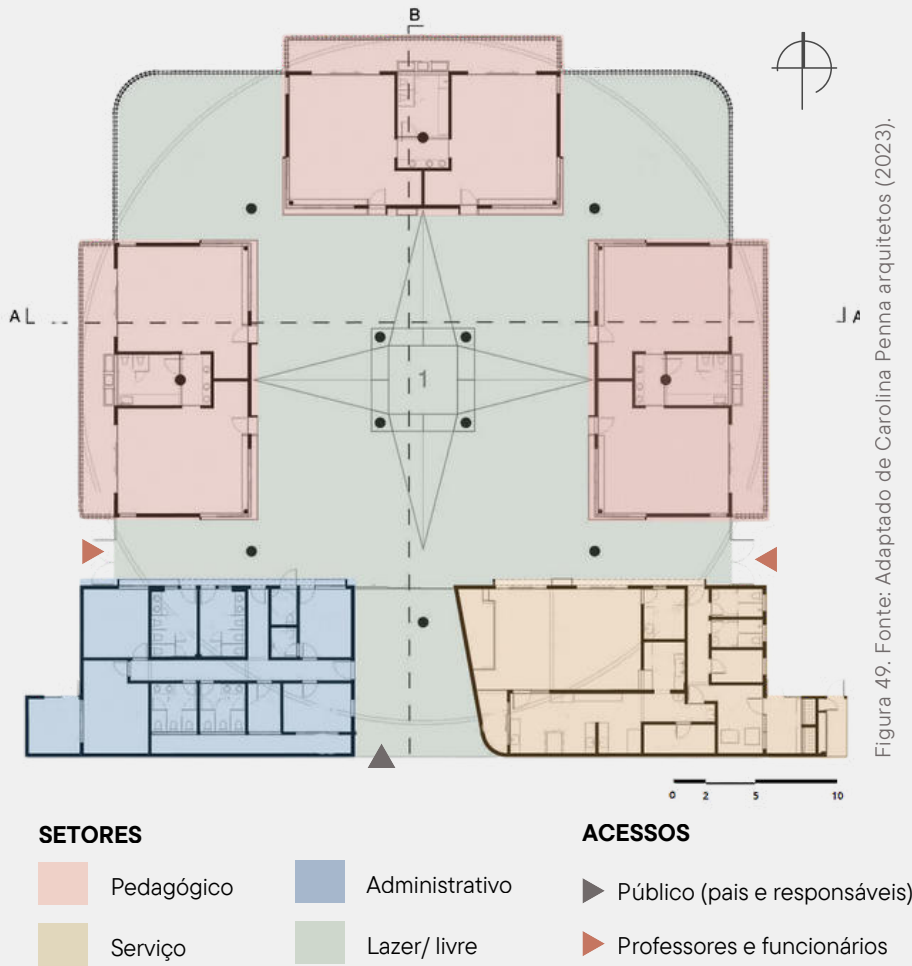 B
A
A
1
0 2 5 10
Figura 49. Fonte: Adaptado de Carolina Penna arquitetos (2023).
SETORES
Pedagógico
Administrativo
Serviço
Lazer/ livre
ACESSOS
Público (pais e responsáveis)
Professores e funcionários